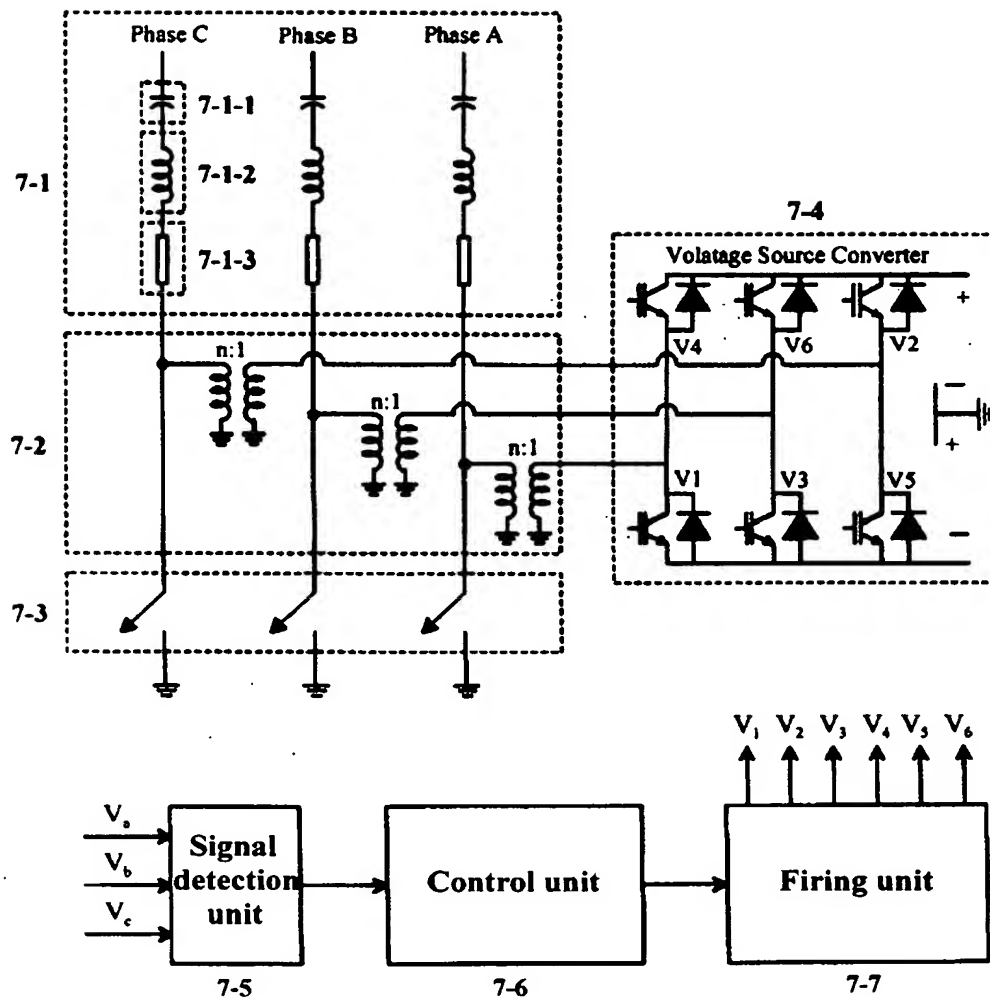 Phase C Phase B Phase A
7-1-1
7-1-2
7-1
7-1-3
7-4
Volatage Source Converter
+
V4 V6 V2
n:1
−
n:1
+
7-2
n:1
V1 V3 V5
−
7-3
V₁ V₂ V₃ V₄ V₅ V₆
Vₐ
V_b
V_c
Signal
detection
unit
Control unit
Firing unit
7-5 7-6 7-7